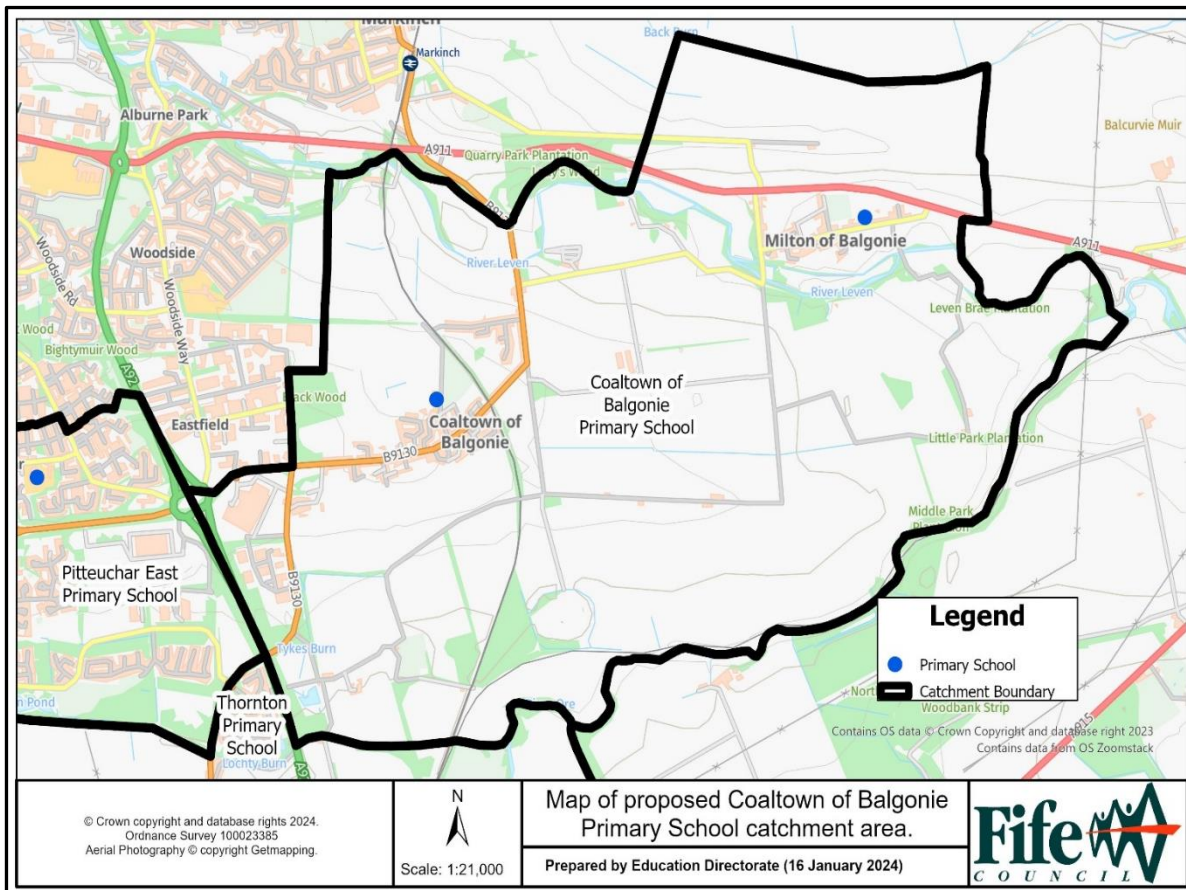 Markinch
Markinch
Back Burn
Alburne Park
Balcurvie Muir
A911
Quarry Park Plantation
Woodside
Woodside Rd
Woodside Way
River Leven
Milton of Balgonie
A911
River Leven
Leven Brae Plantation
Bightymuir Wood
A92
Eastfield
Coaltown of
Balgonie
Coaltown of
Balgonie
Primary School
B9130
Little Park Plantation
Middle Park
Pitteuchar East
Primary School
B9130
Tykes Burn
Thornton
Primary
School
Lochty Burn
Legend
Primary School
Catchment Boundary
Woodbank Strip
A915
Contains OS data © Crown Copyright and database right 2023
Contains data from OS Zoomstack
© Crown copyright and database rights 2024.
Ordnance Survey 100023385
Aerial Photography © copyright Getmapping.
N
Scale: 1:21,000
Map of proposed Coaltown of Balgonie
Primary School catchment area.
Prepared by Education Directorate (16 January 2024)
Fife
COUNCIL